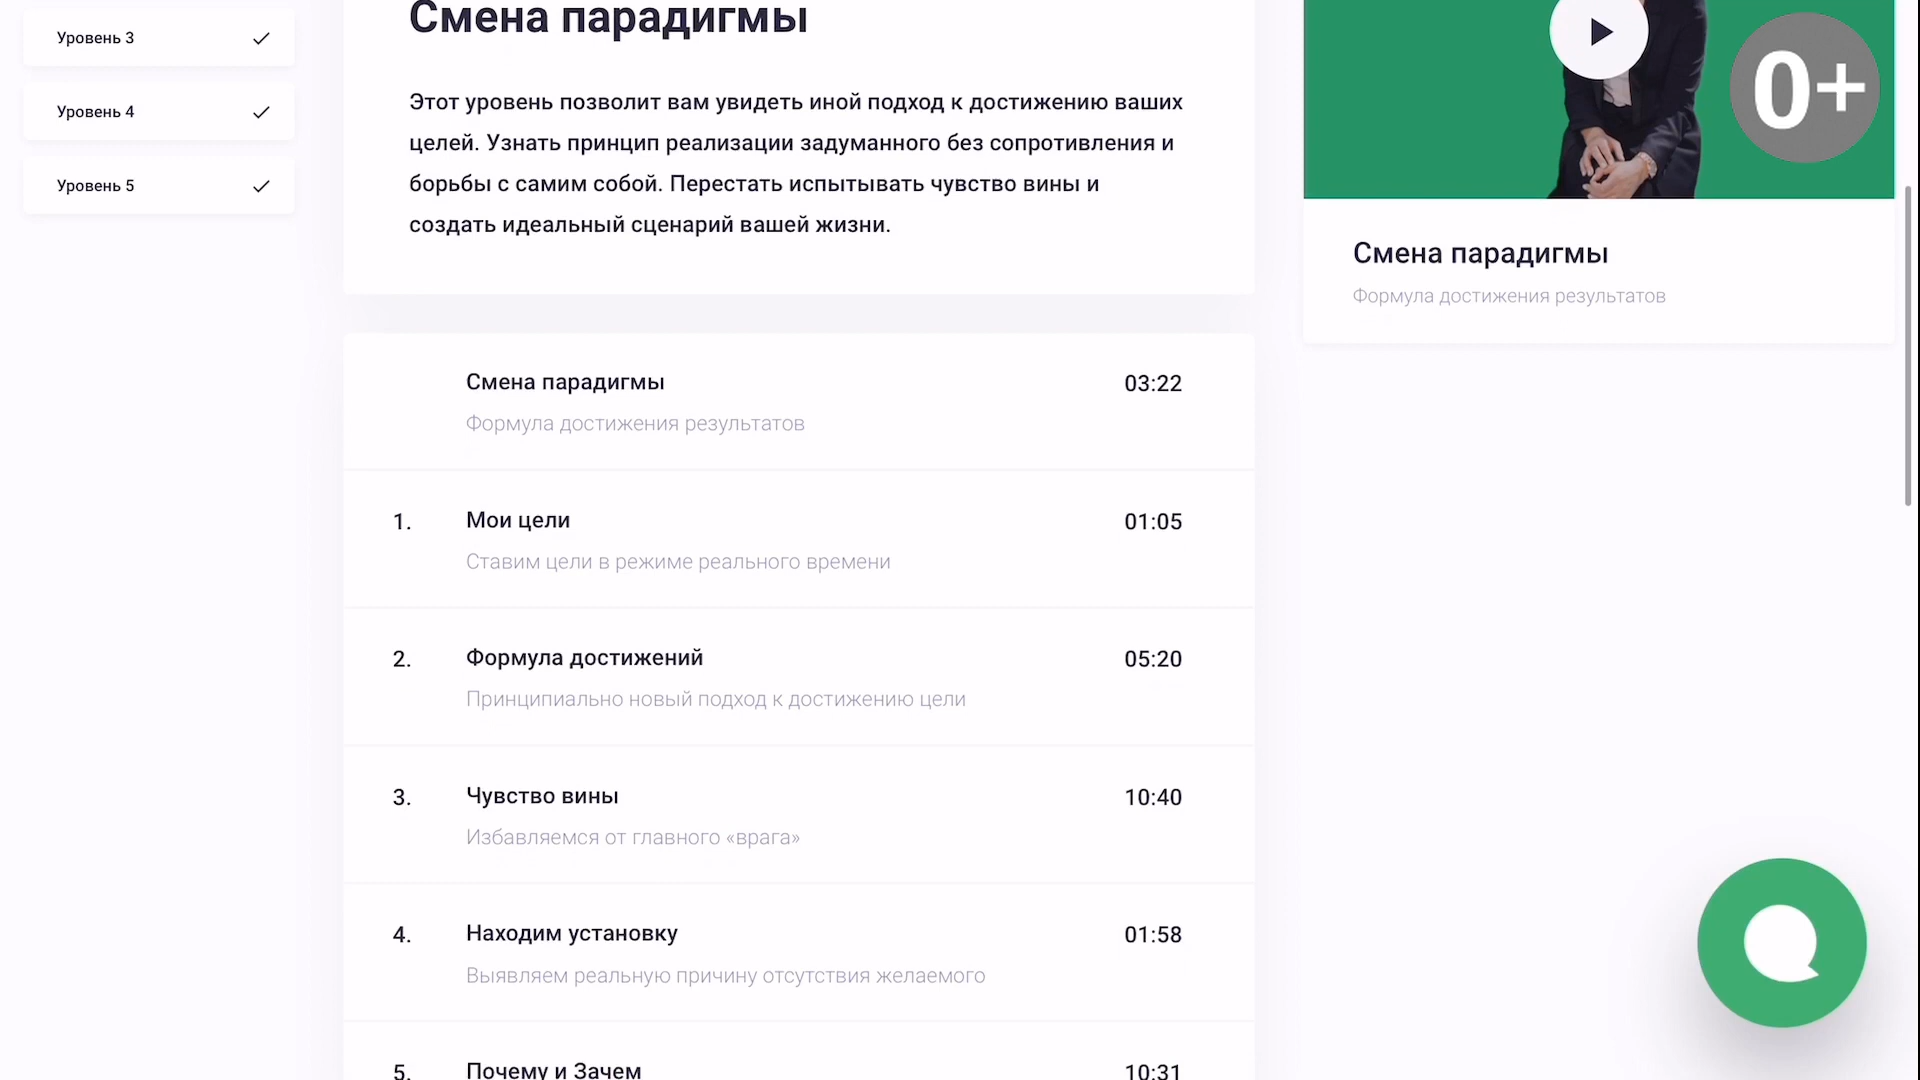 Уровень 3
Уровень 4
Уровень 5
Смена парадигмы
Этот уровень позволит вам увидеть иной подход к достижению ваших
целей. Узнать принцип реализации задуманного без сопротивления и
борьбы с самим собой. Перестать испытывать чувство вины и
создать идеальный сценарий вашей жизни.
Смена парадигмы 03:22
Формула достижения результатов
1. Мои цели 01:05
Ставим цели в режиме реального времени
2. Формула достижений 05:20
Принципиально новый подход к достижению цели
3. Чувство вины 10:40
Избавляемся от главного «врага»
4. Находим установку 01:58
Выявляем реальную причину отсутствия желаемого
5. Почему и Зачем 10:31
0+
Смена парадигмы
Формула достижения результатов